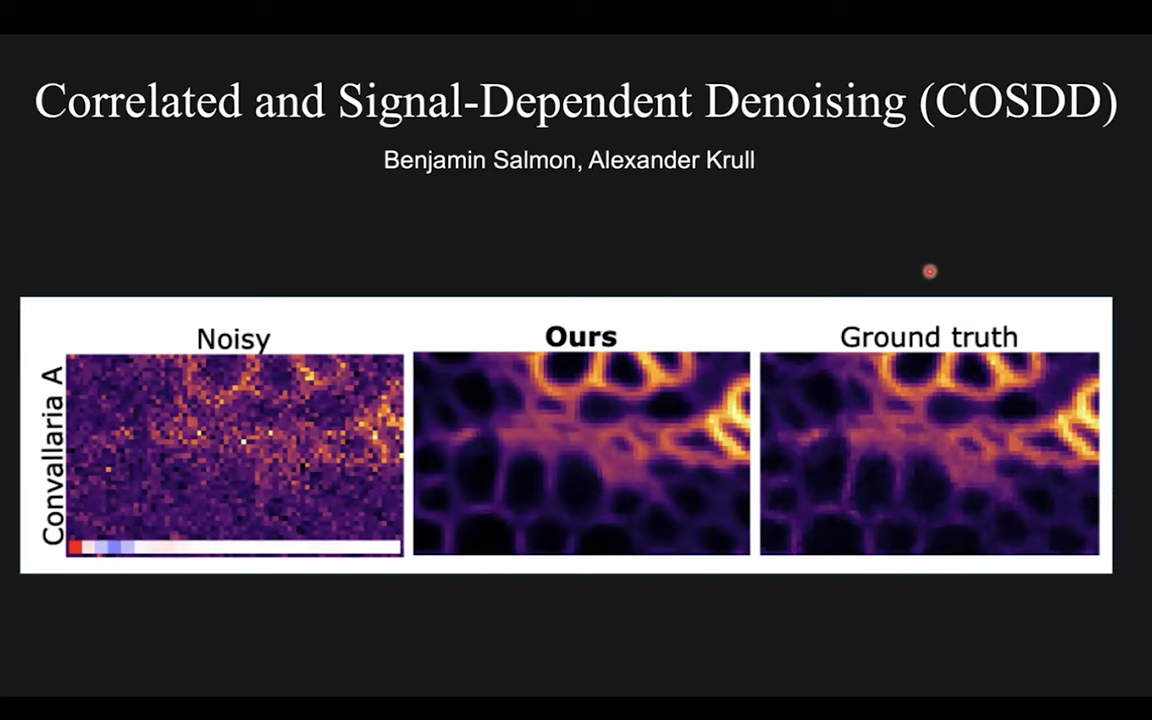 Correlated and Signal-Dependent Denoising (COSDD)
Benjamin Salmon, Alexander Krull
Noisy
Ours
Ground truth
Convallaria A